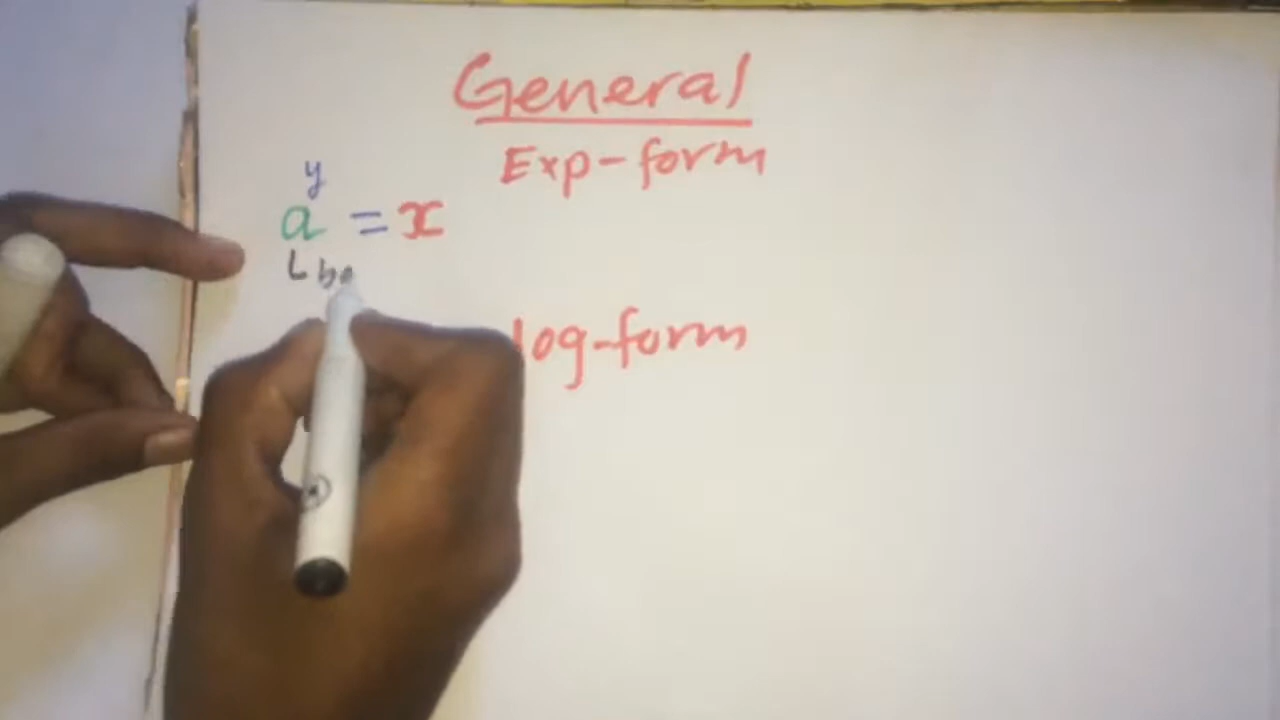 General
Exp-form
a^y = x
log-form